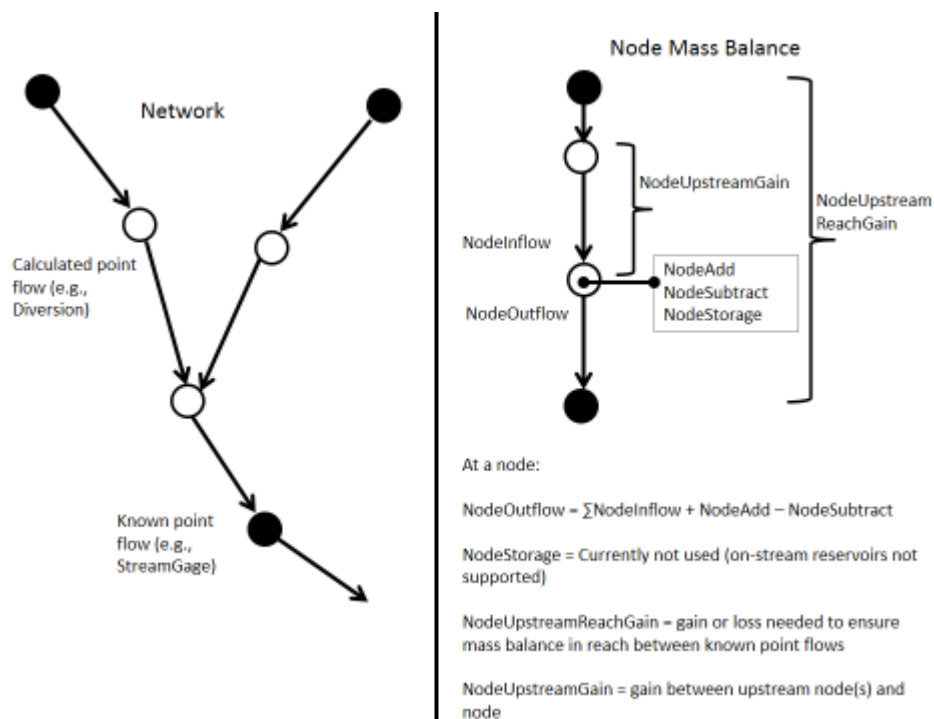 Network
Calculated point
flow (e.g.,
Diversion)
Known point
flow (e.g.,
StreamGage)
Node Mass Balance
NodeUpstreamGain
NodeUpstream
ReachGain
NodeInflow
NodeAdd
NodeSubtract
NodeStorage
NodeOutflow
At a node:
NodeOutflow = ∑NodeInflow + NodeAdd – NodeSubtract
NodeStorage = Currently not used (on-stream reservoirs not
supported)
NodeUpstreamReachGain = gain or loss needed to ensure
mass balance in reach between known point flows
NodeUpstreamGain = gain between upstream node(s) and
node